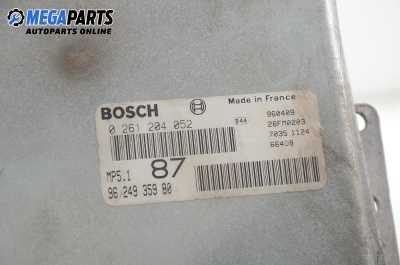 MEGAPARTS
AUTOPARTS ONLINE
BOSCH
Made in France
0 261 204 052
944
960409
26FM0203
7035 1124
66409
MP5.1
87
96/249 359 80